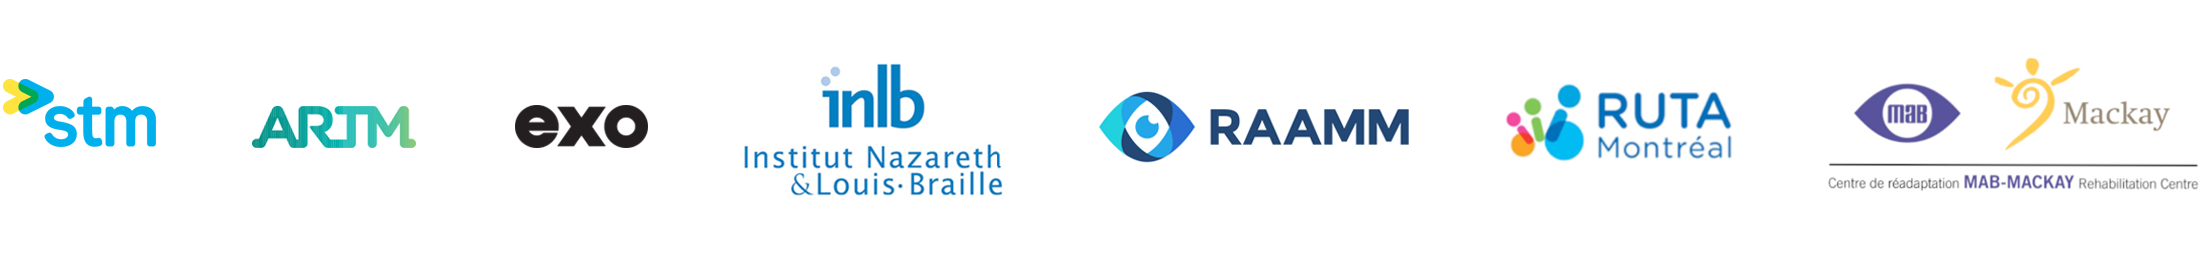 stm
ARTM
exo
inlb
Institut Nazareth
&Louis·Braille
RAAMM
RUTA
Montréal
MAB
Mackay
Centre de réadaptation MAB-MACKAY Rehabilitation Centre